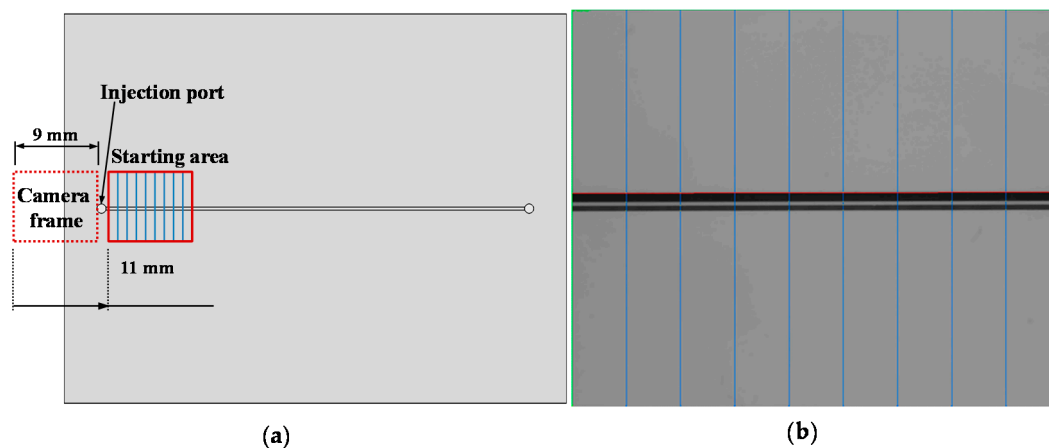 Injection port
9 mm
Starting area
Camera
frame
11 mm
(a)
(b)